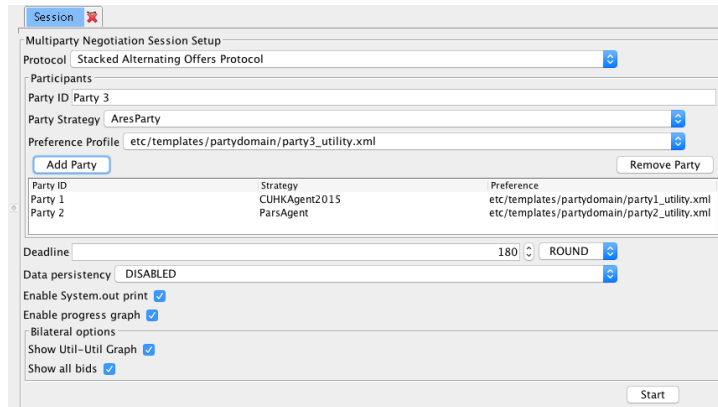 Session
Multiparty Negotiation Session Setup
Protocol Stacked Alternating Offers Protocol
Participants
Party ID Party 3
Party Strategy AresParty
Preference Profile etc/templates/partydomain/party3_utility.xml
Add Party Remove Party
Party ID Strategy Preference
Party 1 CUHKAgent2015 etc/templates/partydomain/party1_utility.xml
Party 2 ParsAgent etc/templates/partydomain/party2_utility.xml
Deadline 180 ROUND
Data persistency DISABLED
Enable System.out print
Enable progress graph
Bilateral options
Show Util-Util Graph
Show all bids
Start